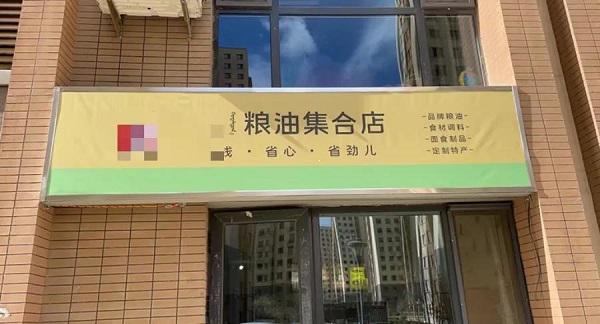 粮油集合店
·省心·省劲儿
-品牌粮油-
-食材调料-
-面食制品-
-定制特产-